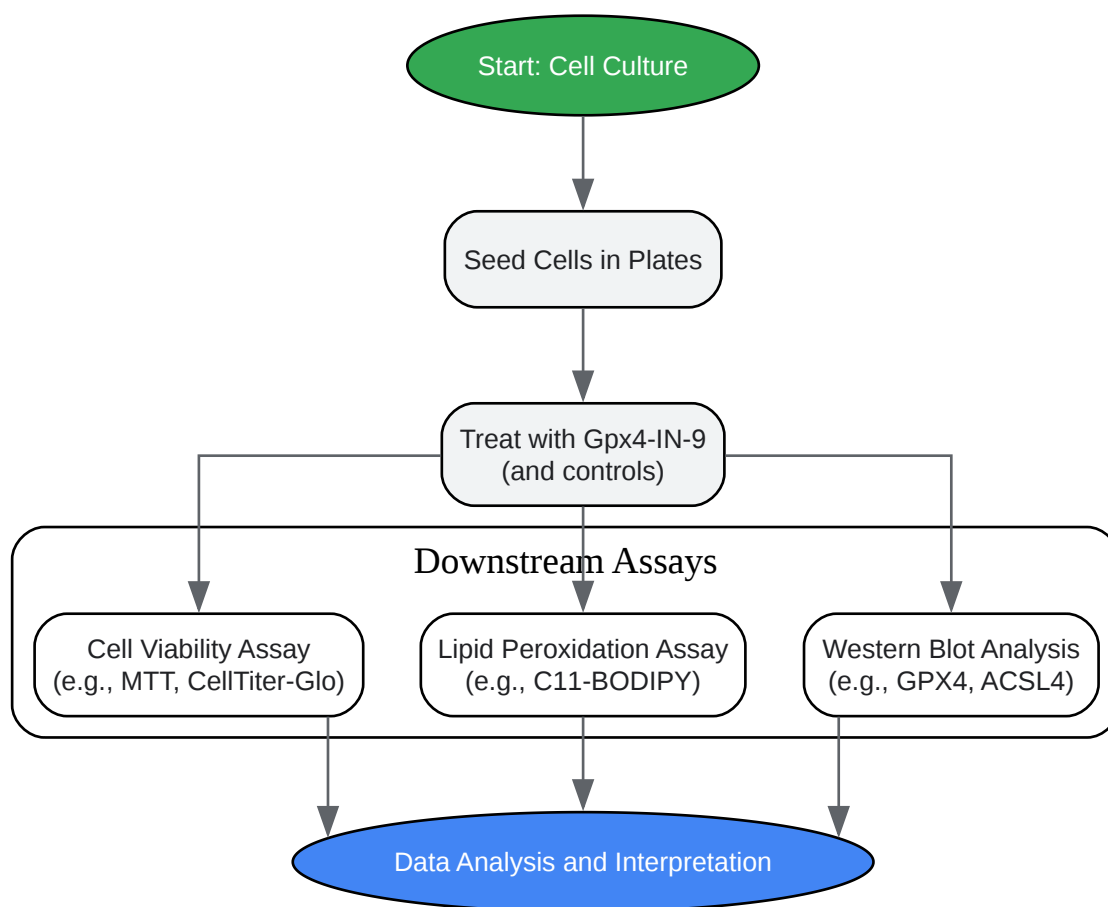 Start: Cell Culture
Seed Cells in Plates
Treat with Gpx4-IN-9
(and controls)
Downstream Assays
Cell Viability Assay
(e.g., MTT, CellTiter-Glo)
Lipid Peroxidation Assay
(e.g., C11-BODIPY)
Western Blot Analysis
(e.g., GPX4, ACSL4)
Data Analysis and Interpretation